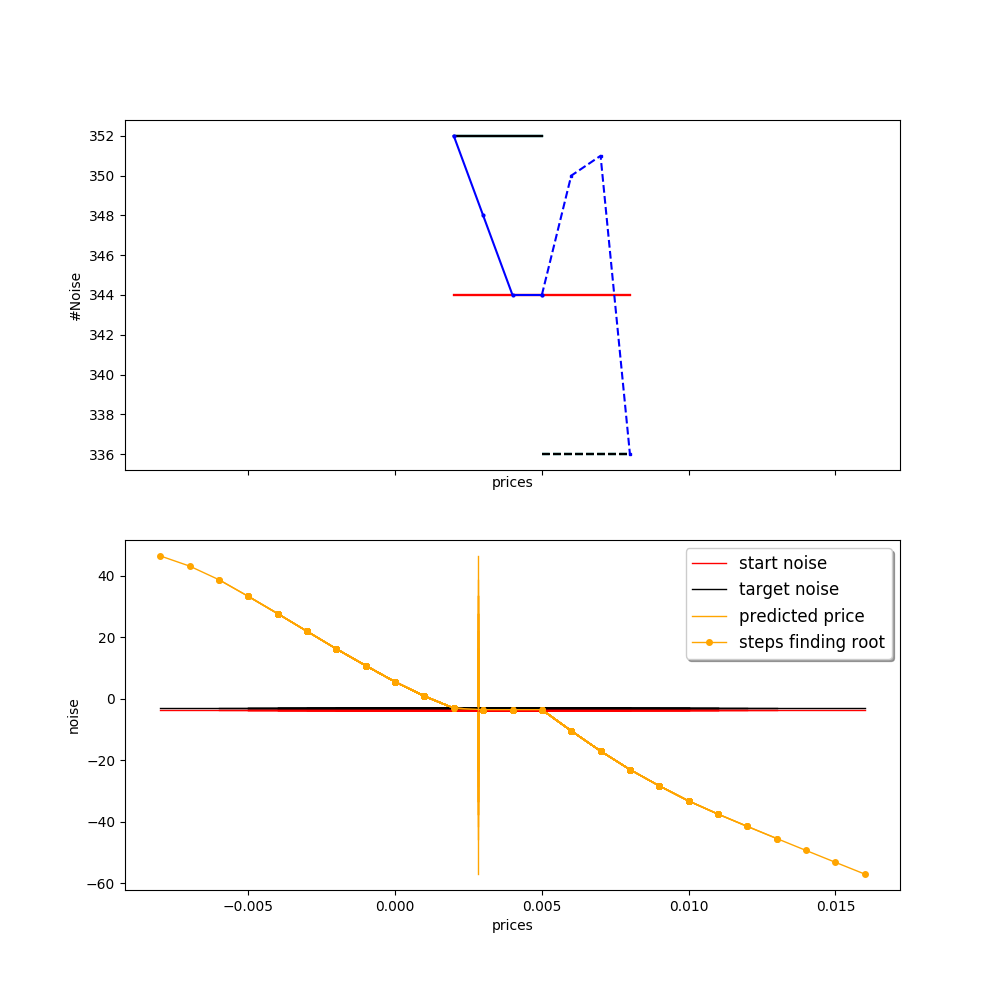 352
350
348
346
344
342
340
338
336
#Noise
prices
40
20
0
−20
−40
−60
noise
start noise
target noise
predicted price
steps finding root
−0.005
0.000
0.005
0.010
0.015
prices